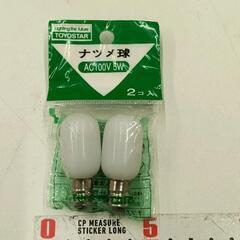 Lighting the future
TOYOSTAR
ナツメ球
AC100V 5W
2コ入
0 CP MEASURE 5
STICKER LONG